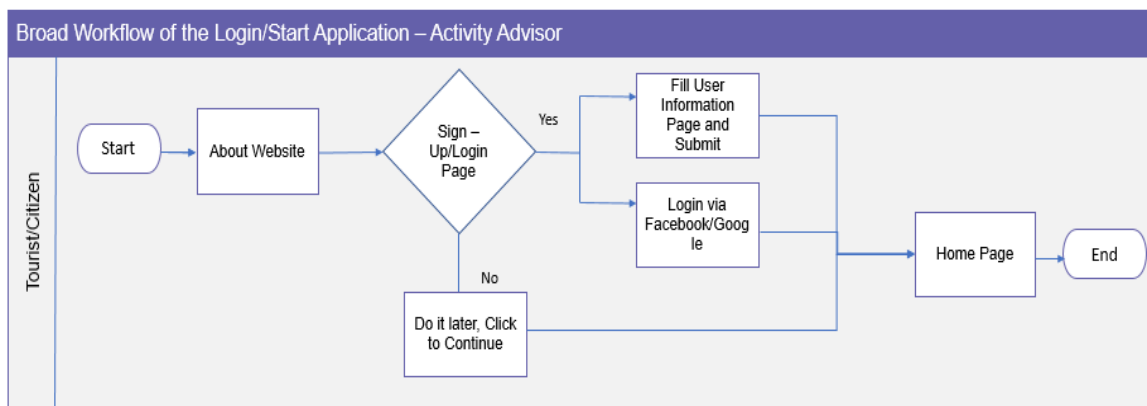 Broad Workflow of the Login/Start Application – Activity Advisor
Tourist/Citizen
Start
About Website
Sign –
Up/Login
Page
Yes
Fill User
Information
Page and
Submit
Login via
Facebook/Goog
le
No
Do it later, Click
to Continue
Home Page
End